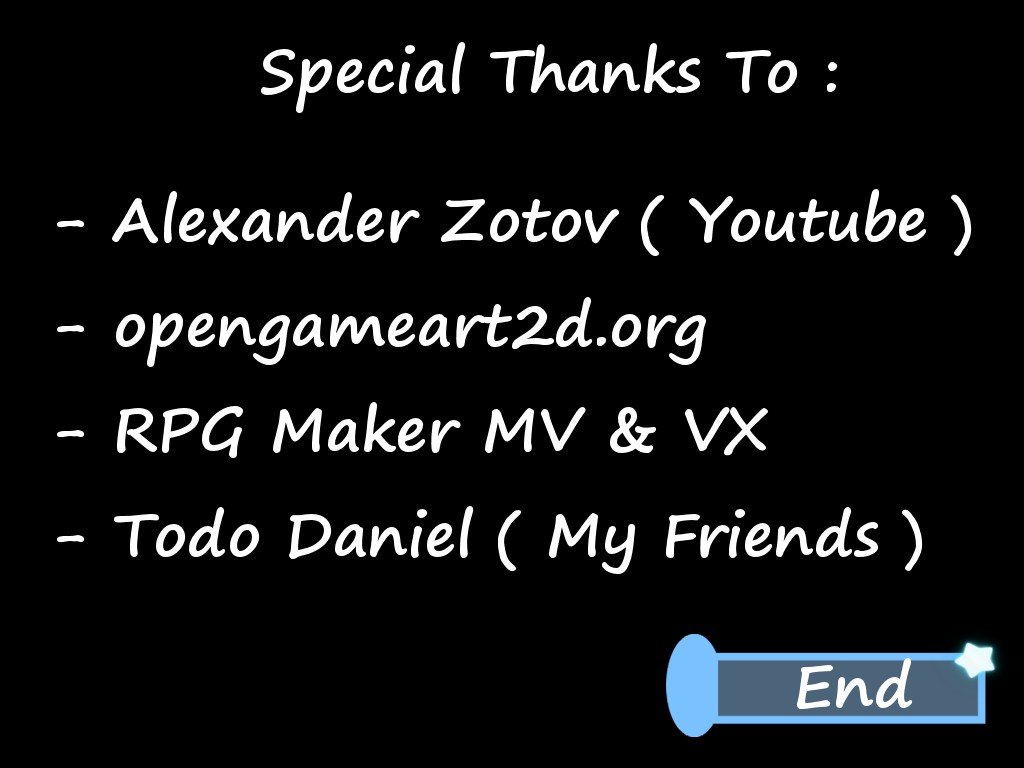 Special Thanks To :
- Alexander Zotov ( Youtube )
- opengameart2d.org
- RPG Maker MV & VX
- Todo Daniel ( My Friends )
End